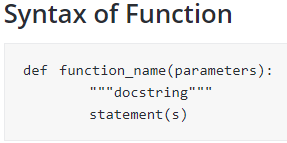 Syntax of Function
def function_name(parameters):
        """docstring"""
        statement(s)